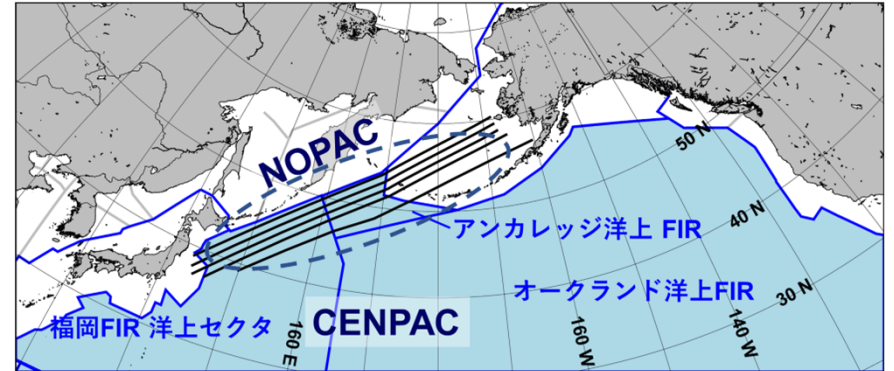 NOPAC
50 N
アンカレッジ洋上 FIR
40 N
オークランド洋上FIR
30 N
福岡FIR 洋上セクタ
CENPAC
160 E
160 W
140 W